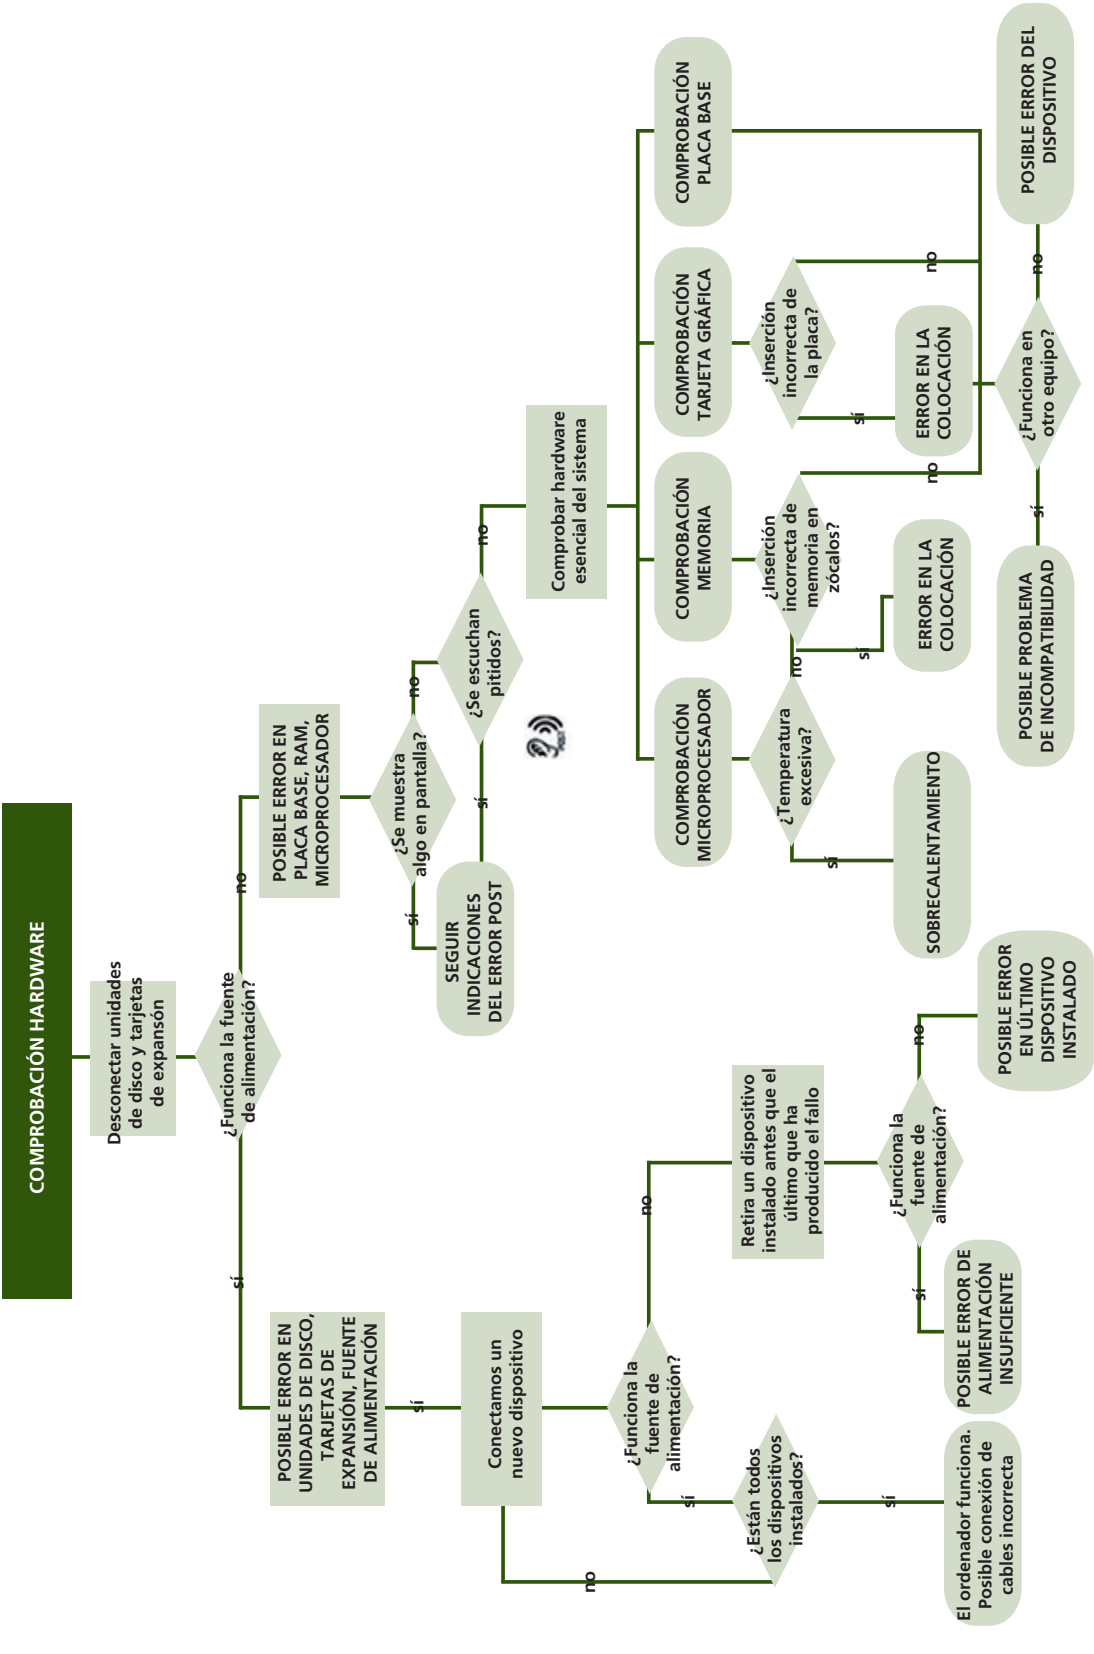 COMPROBACIÓN HARDWARE
Desconectar unidades
de disco y tarjetas
de expansón
¿Funciona la fuente
de alimentación?
sí
no
POSIBLE ERROR EN
UNIDADES DE DISCO,
TARJETAS DE
EXPANSIÓN, FUENTE
DE ALIMENTACIÓN
sí
Conectamos un
nuevo dispositivo
¿Funciona la
fuente de
alimentación?
sí
no
¿Están todos
los dispositivos
instalados?
no
sí
El ordenador funciona.
Posible conexión de
cables incorrecta
Retira un dispositivo
instalado antes que el
último que ha
producido el fallo
¿Funciona la
fuente de
alimentación?
sí
no
POSIBLE ERROR DE
ALIMENTACIÓN
INSUFICIENTE
POSIBLE ERROR
EN ÚLTIMO
DISPOSITIVO
INSTALADO
POSIBLE ERROR EN
PLACA BASE, RAM,
MICROPROCESADOR
¿Se muestra
algo en pantalla?
sí
no
SEGUIR
INDICACIONES
DEL ERROR POST
¿Se escuchan
pitidos?
sí
no
POST
Comprobar hardware
esencial del sistema
COMPROBACIÓN
MICROPROCESADOR
COMPROBACIÓN
MEMORIA
COMPROBACIÓN
TARJETA GRÁFICA
COMPROBACIÓN
PLACA BASE
¿Temperatura
excesiva?
sí
no
SOBRECALENTAMIENTO
¿Inserción
incorrecta de
memoria en
zócalos?
sí
no
ERROR EN LA
COLOCACIÓN
¿Inserción
incorrecta de
la placa?
sí
no
ERROR EN LA
COLOCACIÓN
¿Funciona en
otro equipo?
sí
no
POSIBLE PROBLEMA
DE INCOMPATIBILIDAD
POSIBLE ERROR DEL
DISPOSITIVO